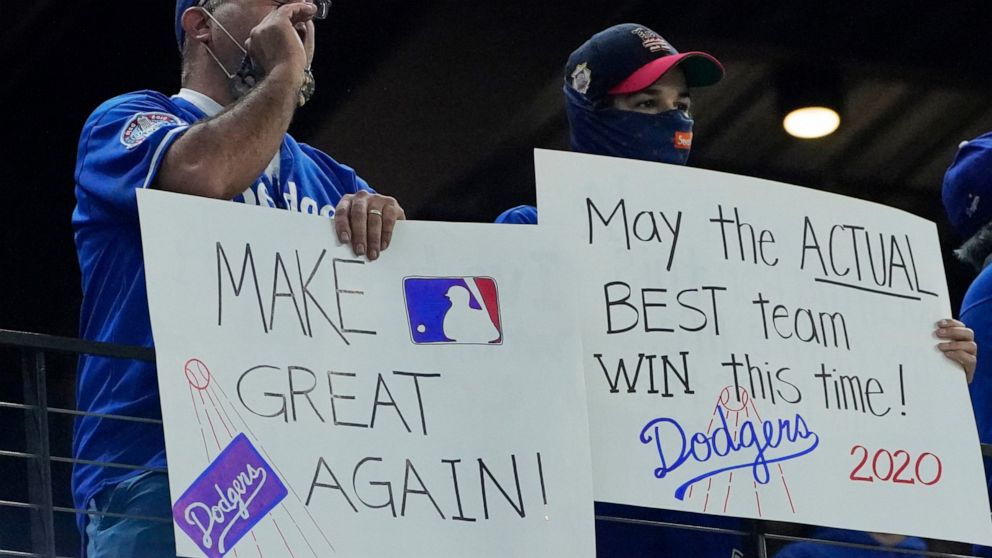 MAKE
GREAT
AGAIN!
Dodgers
May the ACTUAL
BEST team
WIN this time!
Dodgers
2020